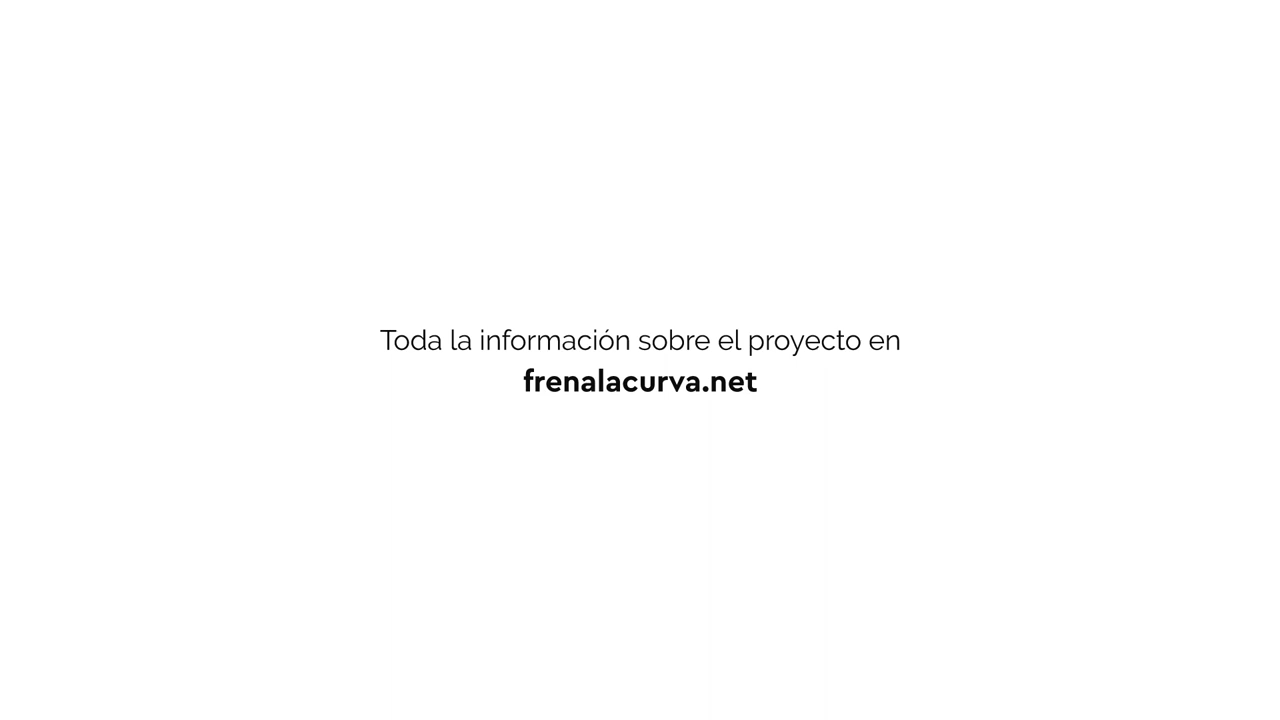 Toda la información sobre el proyecto en
frenalacurva.net